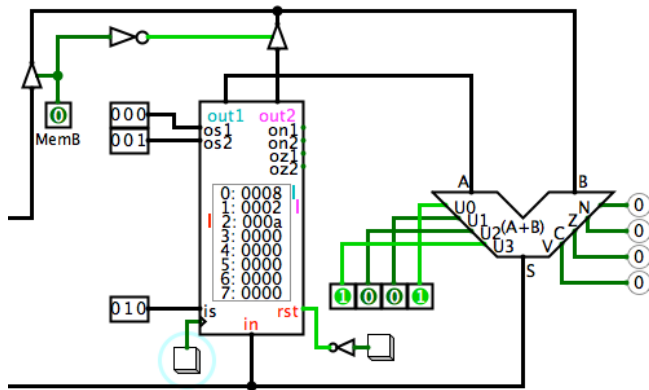 0
MemB
000
001
out1 out2
os1 on1
os2 on2
oz1
oz2
0: 0008
1: 0002
2: 000a
3: 0000
4: 0000
5: 0000
6: 0000
7: 0000
010
is rst
in
A B
U0 N
U1 (A+B) Z
U2 C
U3 V
S
1 0 0 1
0
0
0
0